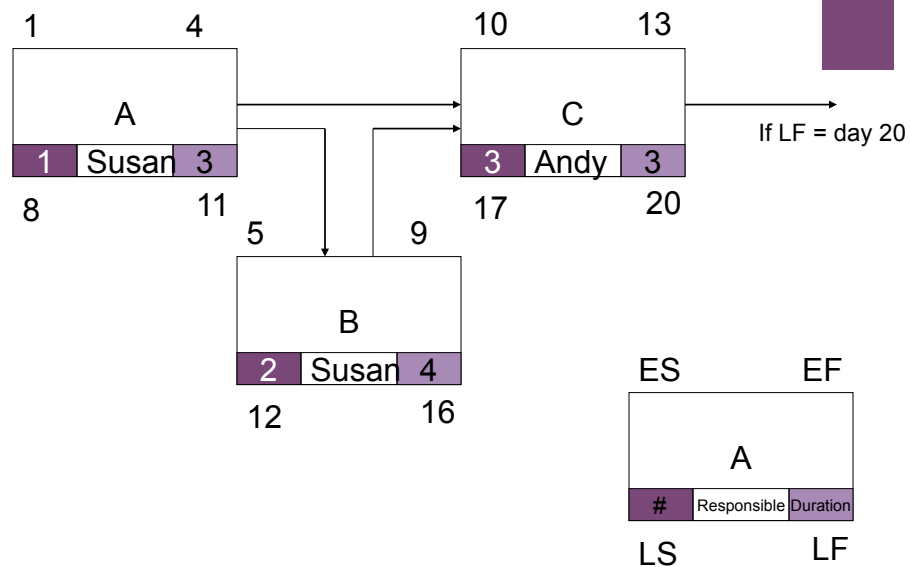 1 4
10 13
A
C
If LF = day 20
1 Susan 3
3 Andy 3
8 11
17 20
5 9
B
2 Susan 4
12 16
ES EF
A
# Responsible Duration
LS LF